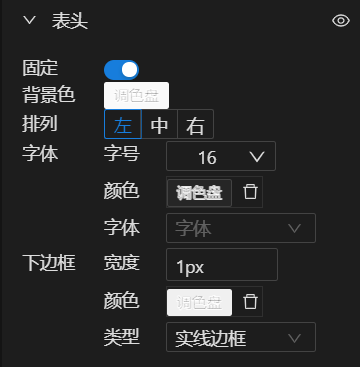 表头
固定
背景色 调色盘
排列 左 中 右
字体 字号 16
颜色 调色盘
字体 字体
下边框 宽度 1px
颜色 调色盘
类型 实线边框